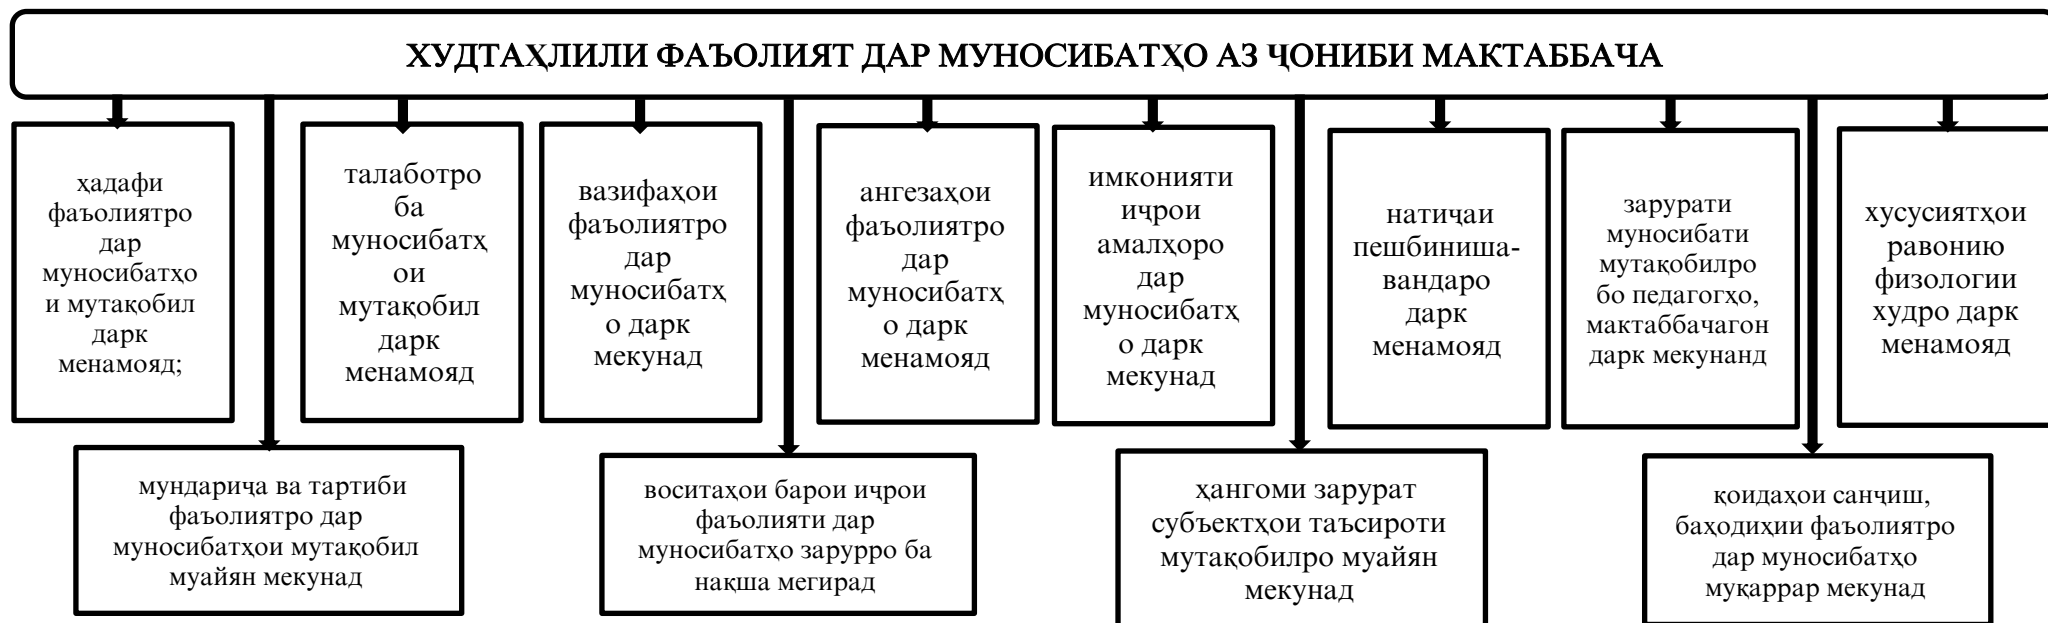 ХУДТАҲЛИЛИ ФАЪОЛИЯТ ДАР МУНОСИБАТҲО АЗ ҶОНИБИ МАКТАББАЧА
ҳадафи
фаъолиятро
дар
муносибатҳо
и мутақобил
дарк
менамояд;
талаботро
ба
муносибатҳ
ои
мутақобил
дарк
менамояд
вазифаҳои
фаъолиятро
дар
муносибатҳ
о дарк
мекунад
ангезаҳои
фаъолиятро
дар
муносибатҳ
о дарк
менамояд
имконияти
иҷрои
амалҳоро
дар
муносибатҳ
о дарк
мекунад
натиҷаи
пешбиниша-
вандаро
дарк
менамояд
зарурати
муносибати
мутақобилро
бо педагогҳо,
мактаббачагон
дарк мекунанд
хусусиятҳои
равонию
физологии
худро дарк
менамояд
мундариҷа ва тартиби
фаъолиятро дар
муносибатҳои мутақобил
муайян мекунад
воситаҳои барои иҷрои
фаъолияти дар
муносибатҳо зарурро ба
нақша мегирад
ҳангоми зарурат
субъектҳои таъсироти
мутақобилро муайян
мекунад
қоидаҳои санҷиш,
баҳодиҳии фаъолиятро
дар муносибатҳо
муқаррар мекунад